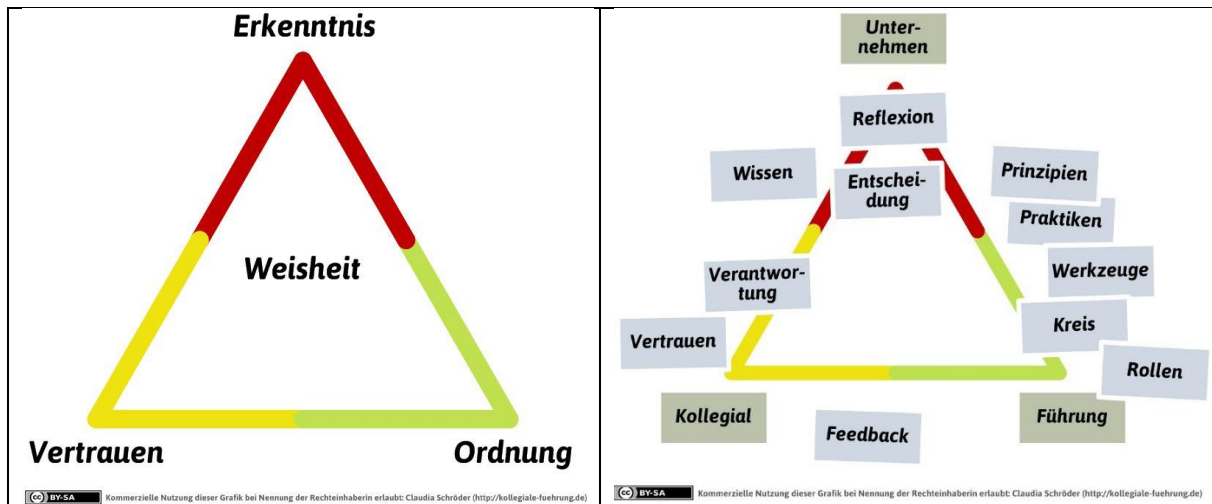 Erkenntnis
Weisheit
Vertrauen
Ordnung
cc BY-SA Kommerzielle Nutzung dieser Grafik bei Nennung der Rechteinhaberin erlaubt: Claudia Schröder (http://kollegiale-fuehrung.de)
Unter-
nehmen
Reflexion
Wissen
Entschei-
dung
Prinzipien
Praktiken
Werkzeuge
Verantwor-
tung
Kreis
Vertrauen
Rollen
Kollegial
Führung
Feedback
cc BY-SA Kommerzielle Nutzung dieser Grafik bei Nennung der Rechteinhaberin erlaubt: Claudia Schröder (http://kollegiale-fuehrung.de)